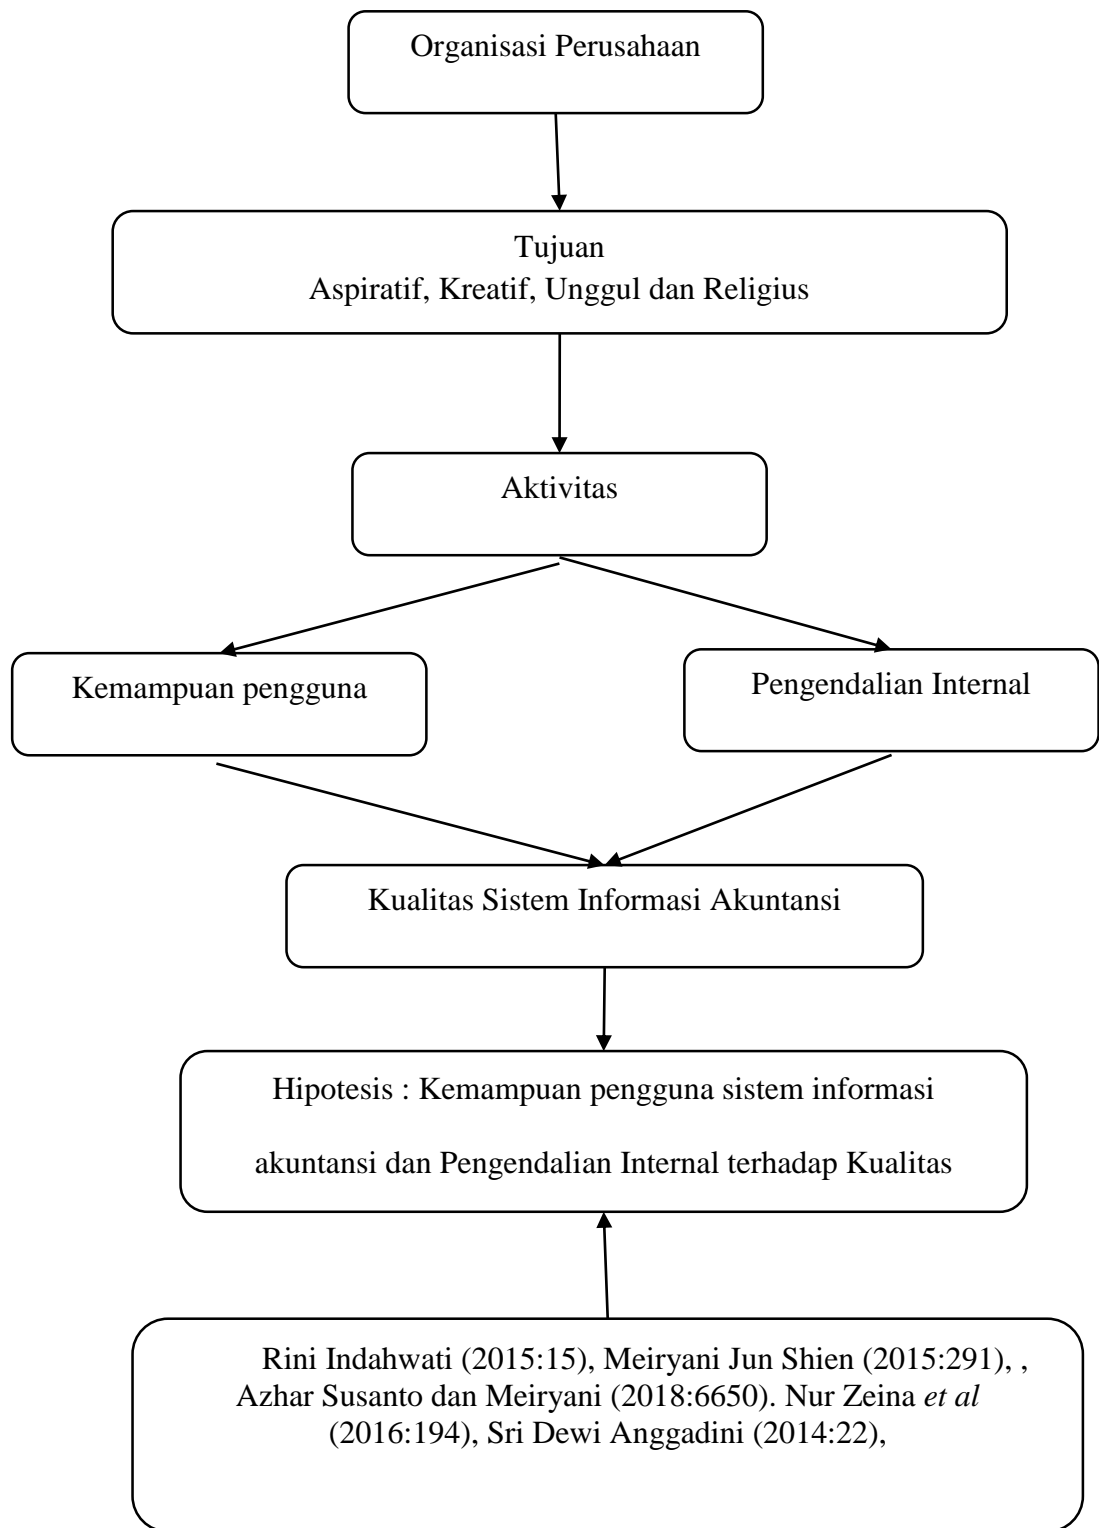 Organisasi Perusahaan
Tujuan
Aspiratif, Kreatif, Unggul dan Religius
Aktivitas
Kemampuan pengguna
Pengendalian Internal
Kualitas Sistem Informasi Akuntansi
Hipotesis : Kemampuan pengguna sistem informasi
akuntansi dan Pengendalian Internal terhadap Kualitas
Rini Indahwati (2015:15), Meiryani Jun Shien (2015:291), ,
Azhar Susanto dan Meiryani (2018:6650). Nur Zeina et al
(2016:194), Sri Dewi Anggadini (2014:22),